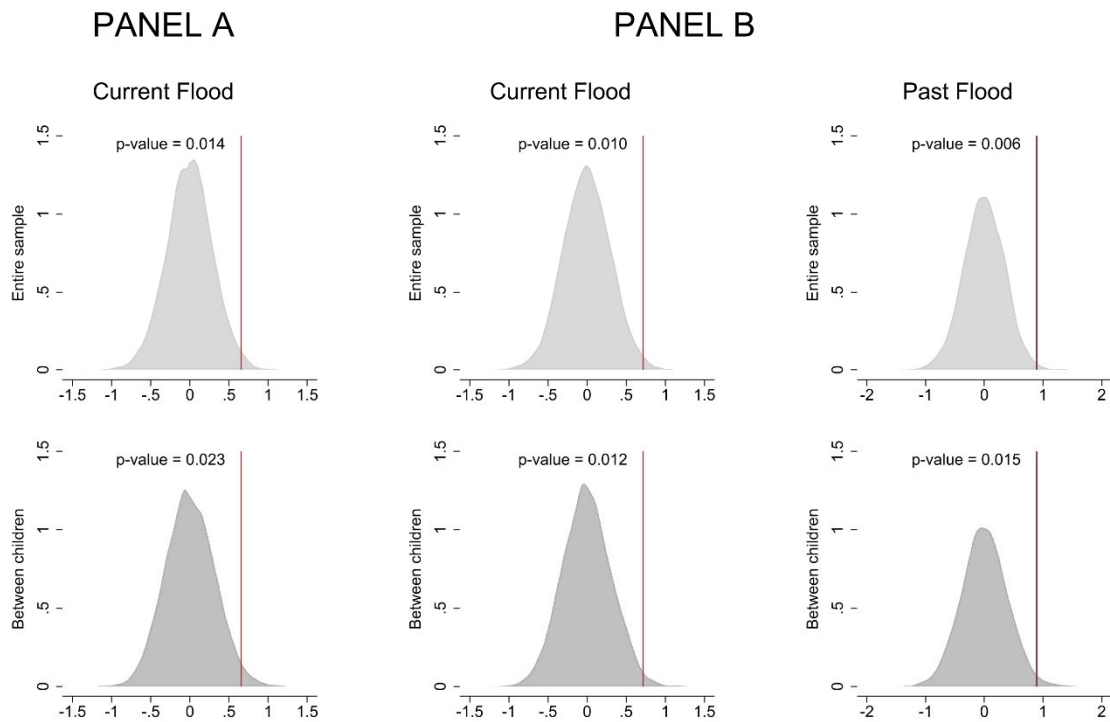 PANEL A
PANEL B
Current Flood
Current Flood
Past Flood
Entire sample
1.5
1
.5
0
p-value = 0.014
-1.5 -1 -.5 0 .5 1 1.5
Entire sample
1.5
1
.5
0
p-value = 0.010
-1.5 -1 -.5 0 .5 1 1.5
Entire sample
1.5
1
.5
0
p-value = 0.006
-2 -1 0 1 2
Between children
1.5
1
.5
0
p-value = 0.023
-1.5 -1 -.5 0 .5 1 1.5
Between children
1.5
1
.5
0
p-value = 0.012
-1.5 -1 -.5 0 .5 1 1.5
Between children
1.5
1
.5
0
p-value = 0.015
-2 -1 0 1 2